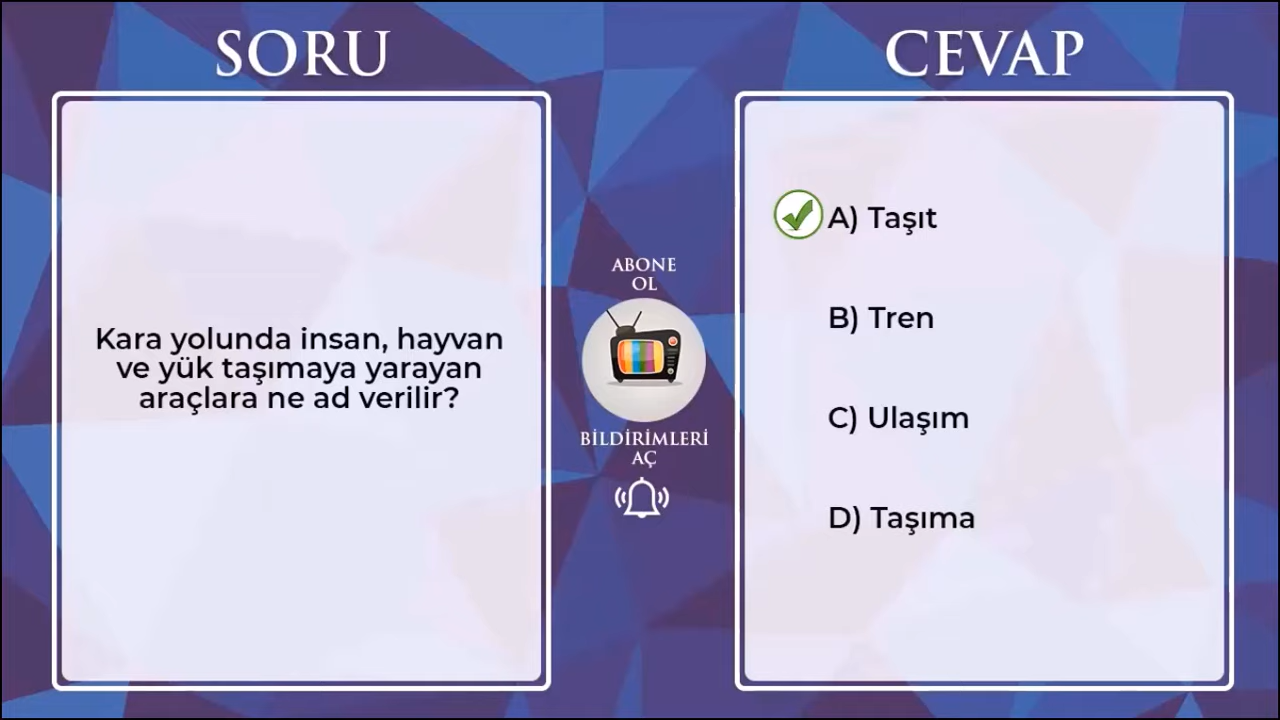 SORU
Kara yolunda insan, hayvan
ve yük taşımaya yarayan
araçlara ne ad verilir?
ABONE
OL
BİLDİRİMLERİ
AÇ
CEVAP
A) Taşıt
B) Tren
C) Ulaşım
D) Taşıma